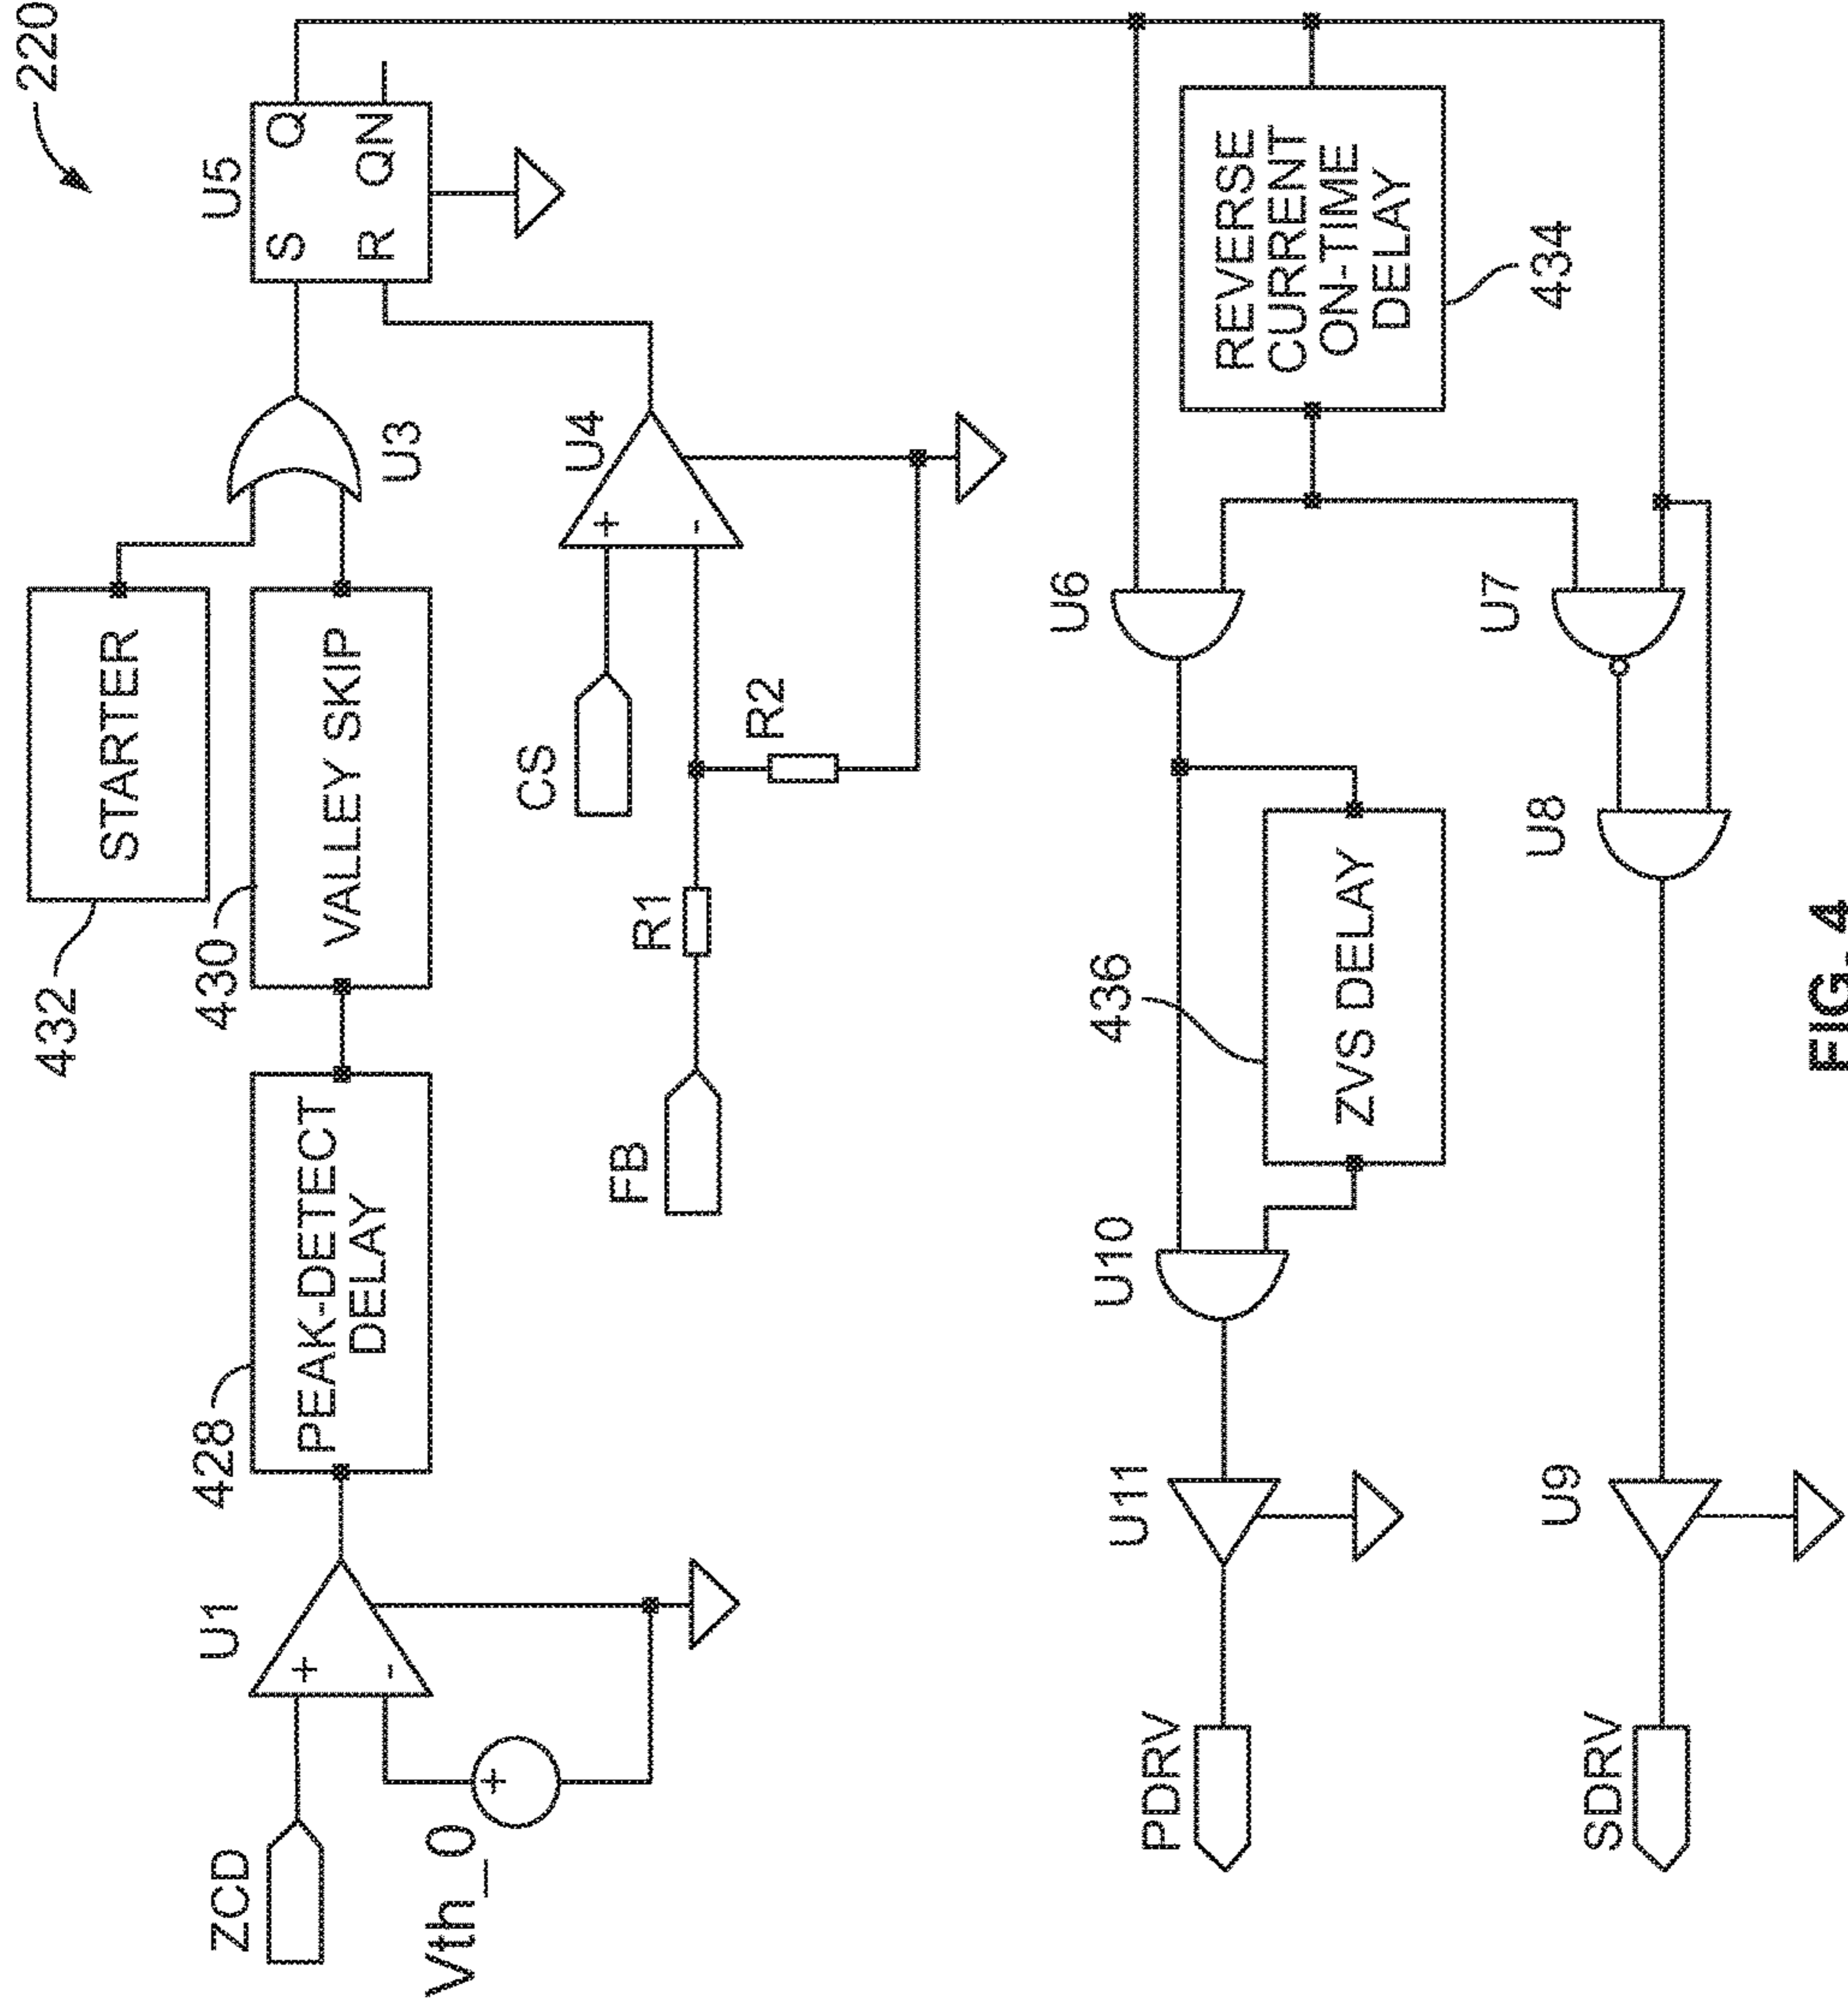 220
STARTER
432
VALLEY SKIP
430
PEAK-DETECT
DELAY
428
U1
+
-
ZCD
Vth_0
+
U3
U5
S
Q
R
QN
U4
+
-
CS
FB
R1
R2
REVERSE
CURRENT
ON-TIME
DELAY
434
U6
U7
U8
ZVS DELAY
436
U10
U11
U9
PDRV
SDRV
FIG. 4